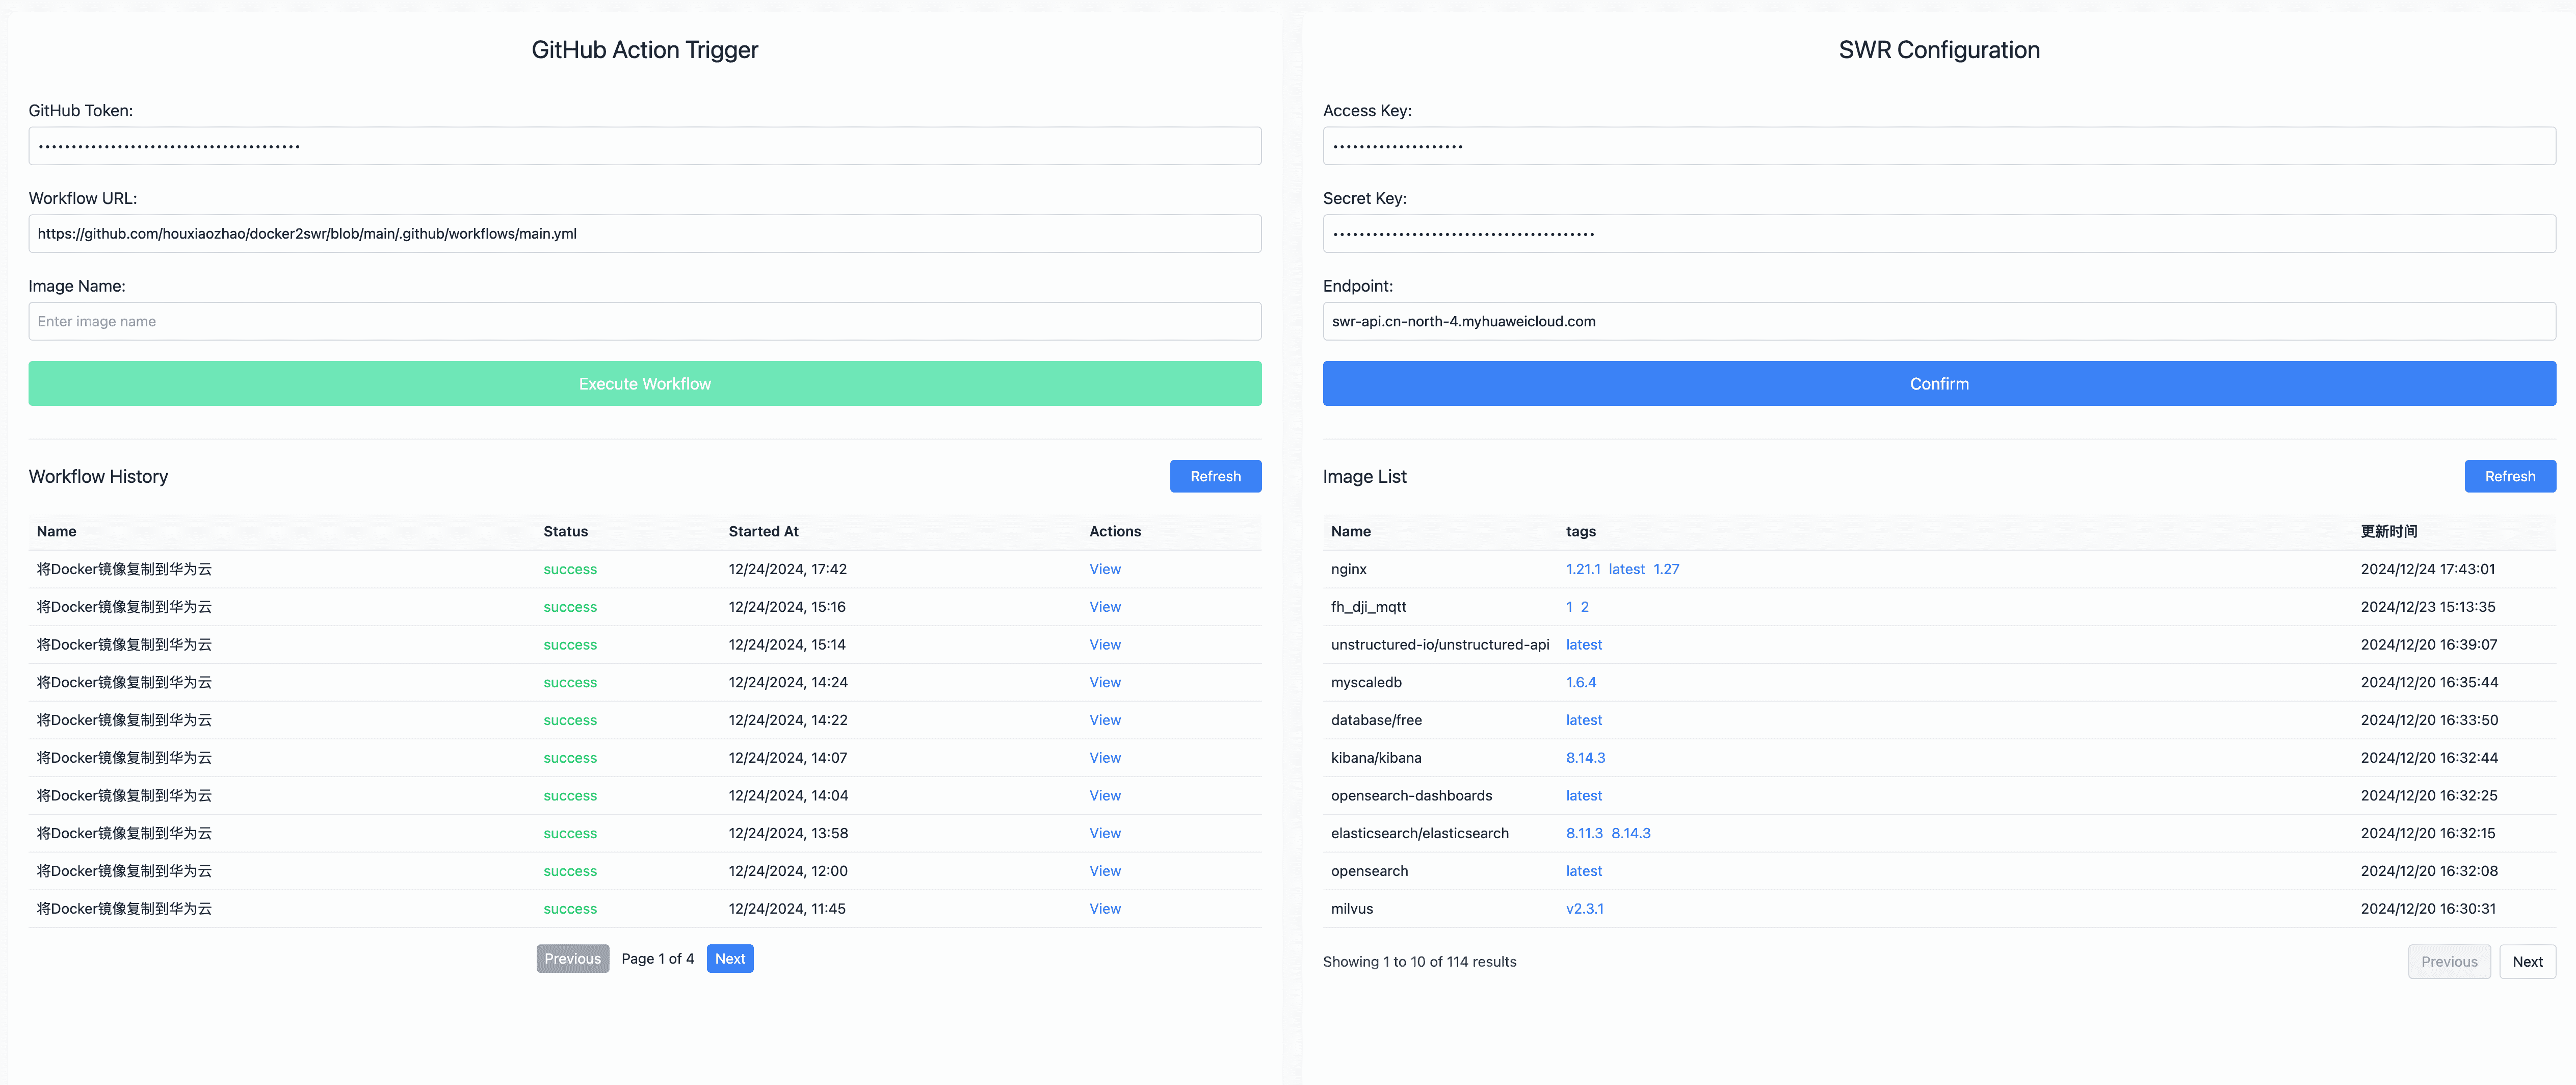 GitHub Action Trigger
GitHub Token:
••••••••••••••••••••••••••••••••••••••••
Workflow URL:
https://github.com/houxiaozhao/docker2swr/blob/main/.github/workflows/main.yml
Image Name:
Enter image name
Execute Workflow
Workflow History
Refresh
Name Status Started At Actions
将Docker镜像复制到华为云 success 12/24/2024, 17:42 View
将Docker镜像复制到华为云 success 12/24/2024, 15:16 View
将Docker镜像复制到华为云 success 12/24/2024, 15:14 View
将Docker镜像复制到华为云 success 12/24/2024, 14:24 View
将Docker镜像复制到华为云 success 12/24/2024, 14:22 View
将Docker镜像复制到华为云 success 12/24/2024, 14:07 View
将Docker镜像复制到华为云 success 12/24/2024, 14:04 View
将Docker镜像复制到华为云 success 12/24/2024, 13:58 View
将Docker镜像复制到华为云 success 12/24/2024, 12:00 View
将Docker镜像复制到华为云 success 12/24/2024, 11:45 View
Previous Page 1 of 4 Next
SWR Configuration
Access Key:
••••••••••••••••••••
Secret Key:
••••••••••••••••••••••••••••••••••••••••
Endpoint:
swr-api.cn-north-4.myhuaweicloud.com
Confirm
Image List
Refresh
Name tags 更新时间
nginx 1.21.1 latest 1.27 2024/12/24 17:43:01
fh_dji_mqtt 1 2 2024/12/23 15:13:35
unstructured-io/unstructured-api latest 2024/12/20 16:39:07
myscaledb 1.6.4 2024/12/20 16:35:44
database/free latest 2024/12/20 16:33:50
kibana/kibana 8.14.3 2024/12/20 16:32:44
opensearch-dashboards latest 2024/12/20 16:32:25
elasticsearch/elasticsearch 8.11.3 8.14.3 2024/12/20 16:32:15
opensearch latest 2024/12/20 16:32:08
milvus v2.3.1 2024/12/20 16:30:31
Showing 1 to 10 of 114 results
Previous Next